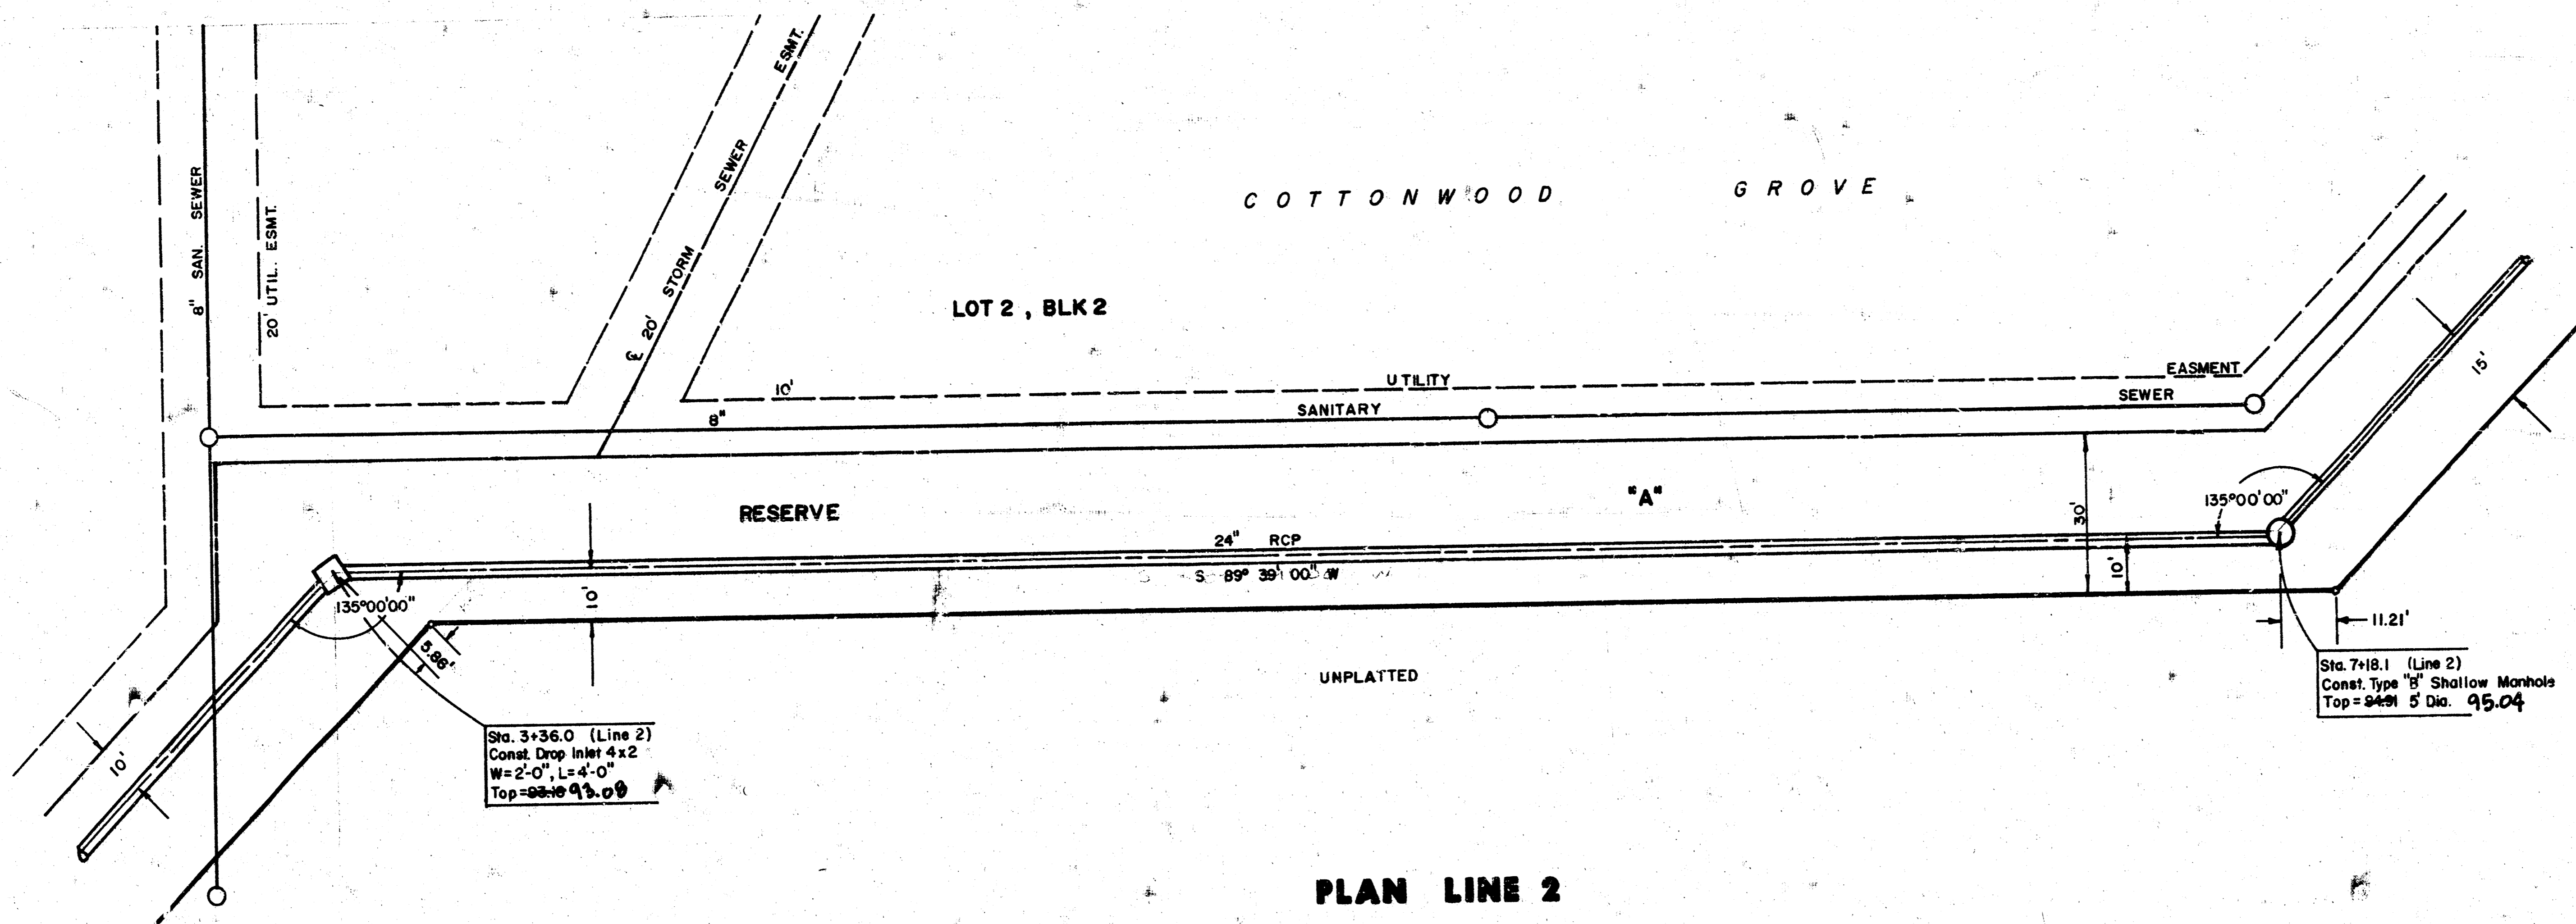 8" SAN. SEWER
20' UTIL. ESMT.
℄ 20' STORM SEWER ESMT.
COTTONWOOD GROVE
LOT 2 , BLK 2
10' UTILITY EASMENT
8" SANITARY SEWER
15'
RESERVE "A"
135°00'00"
30'
24" RCP
S 89° 39' 00" W
10'
10'
135°00'00"
5.86'
11.21'
UNPLATTED
Sta. 7+18.1 (Line 2)
Const. Type "B" Shallow Manhole
Top = 94.91 5' Dia. 95.04
Sta. 3+36.0 (Line 2)
Const. Drop Inlet 4x2
W=2'-0", L=4'-0"
Top = 93.08
10'
PLAN LINE 2